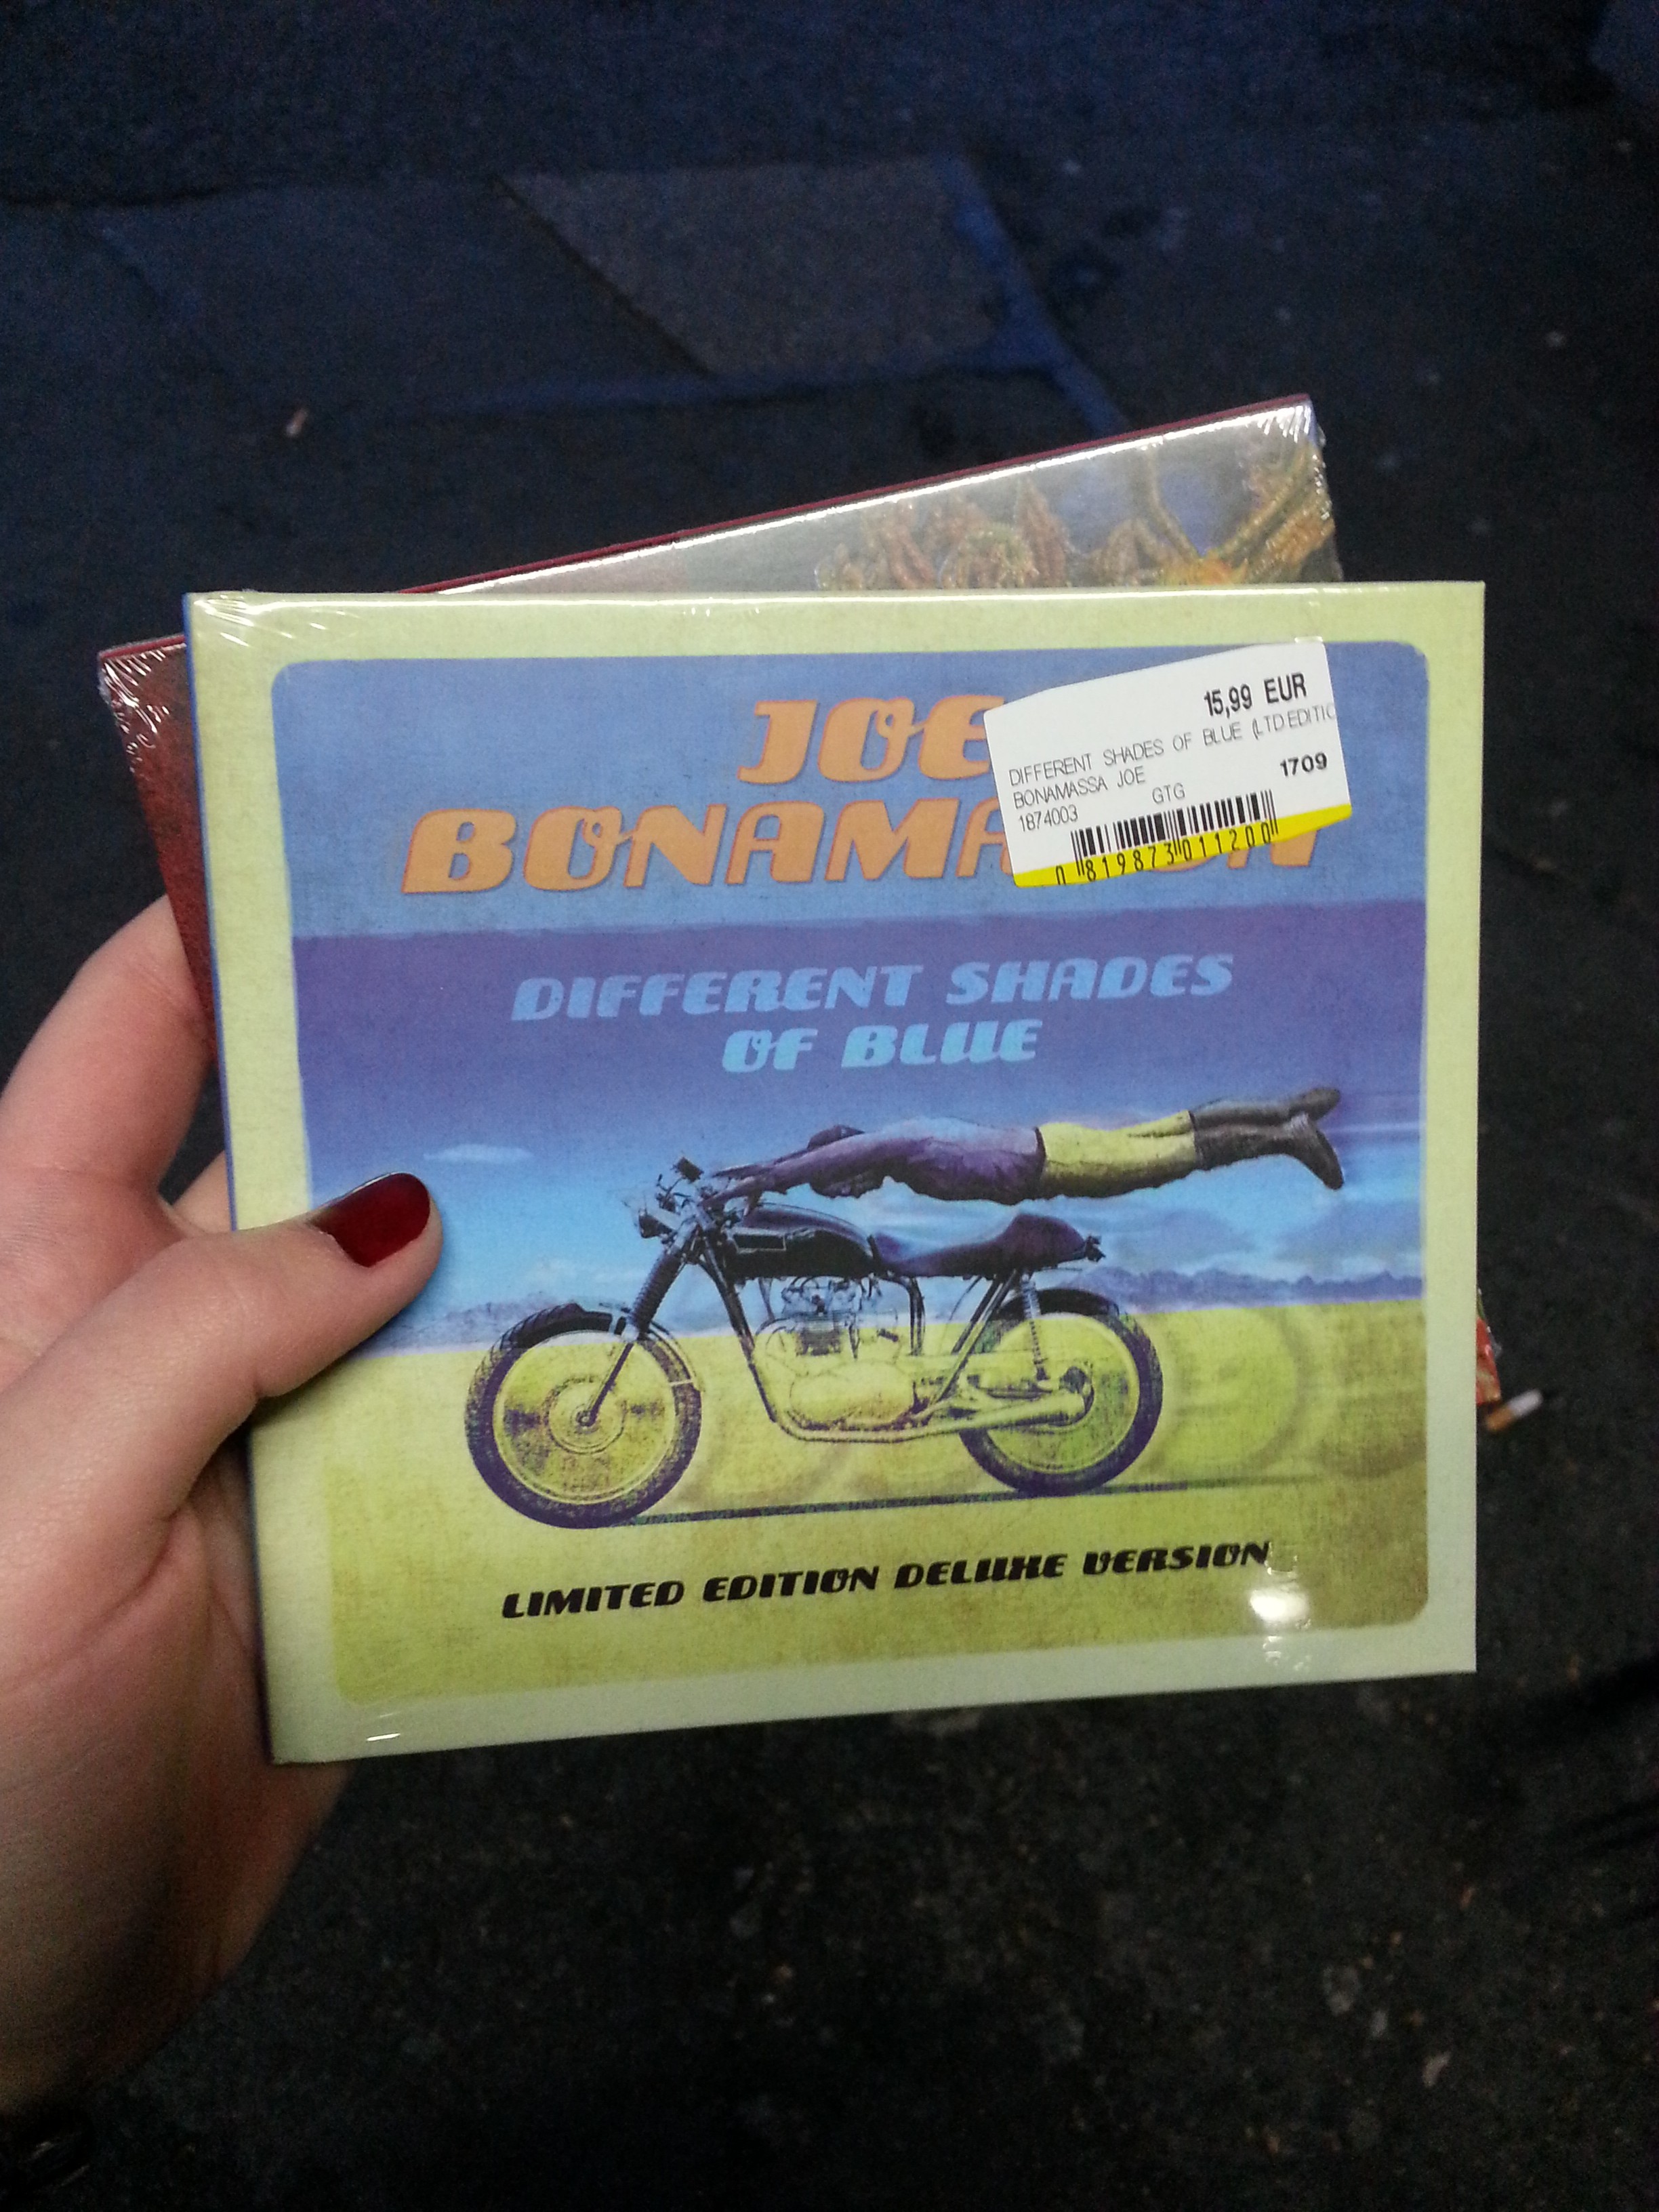 JOE
BONAMA
15,99 EUR
DIFFERENT SHADES OF BLUE (LTD.EDITIO
BONAMASSA JOE 1709
1874003 GTG
0 819873 011200
DIFFERENT SHADES
OF BLUE
LIMITED EDITION DELUXE VERSION